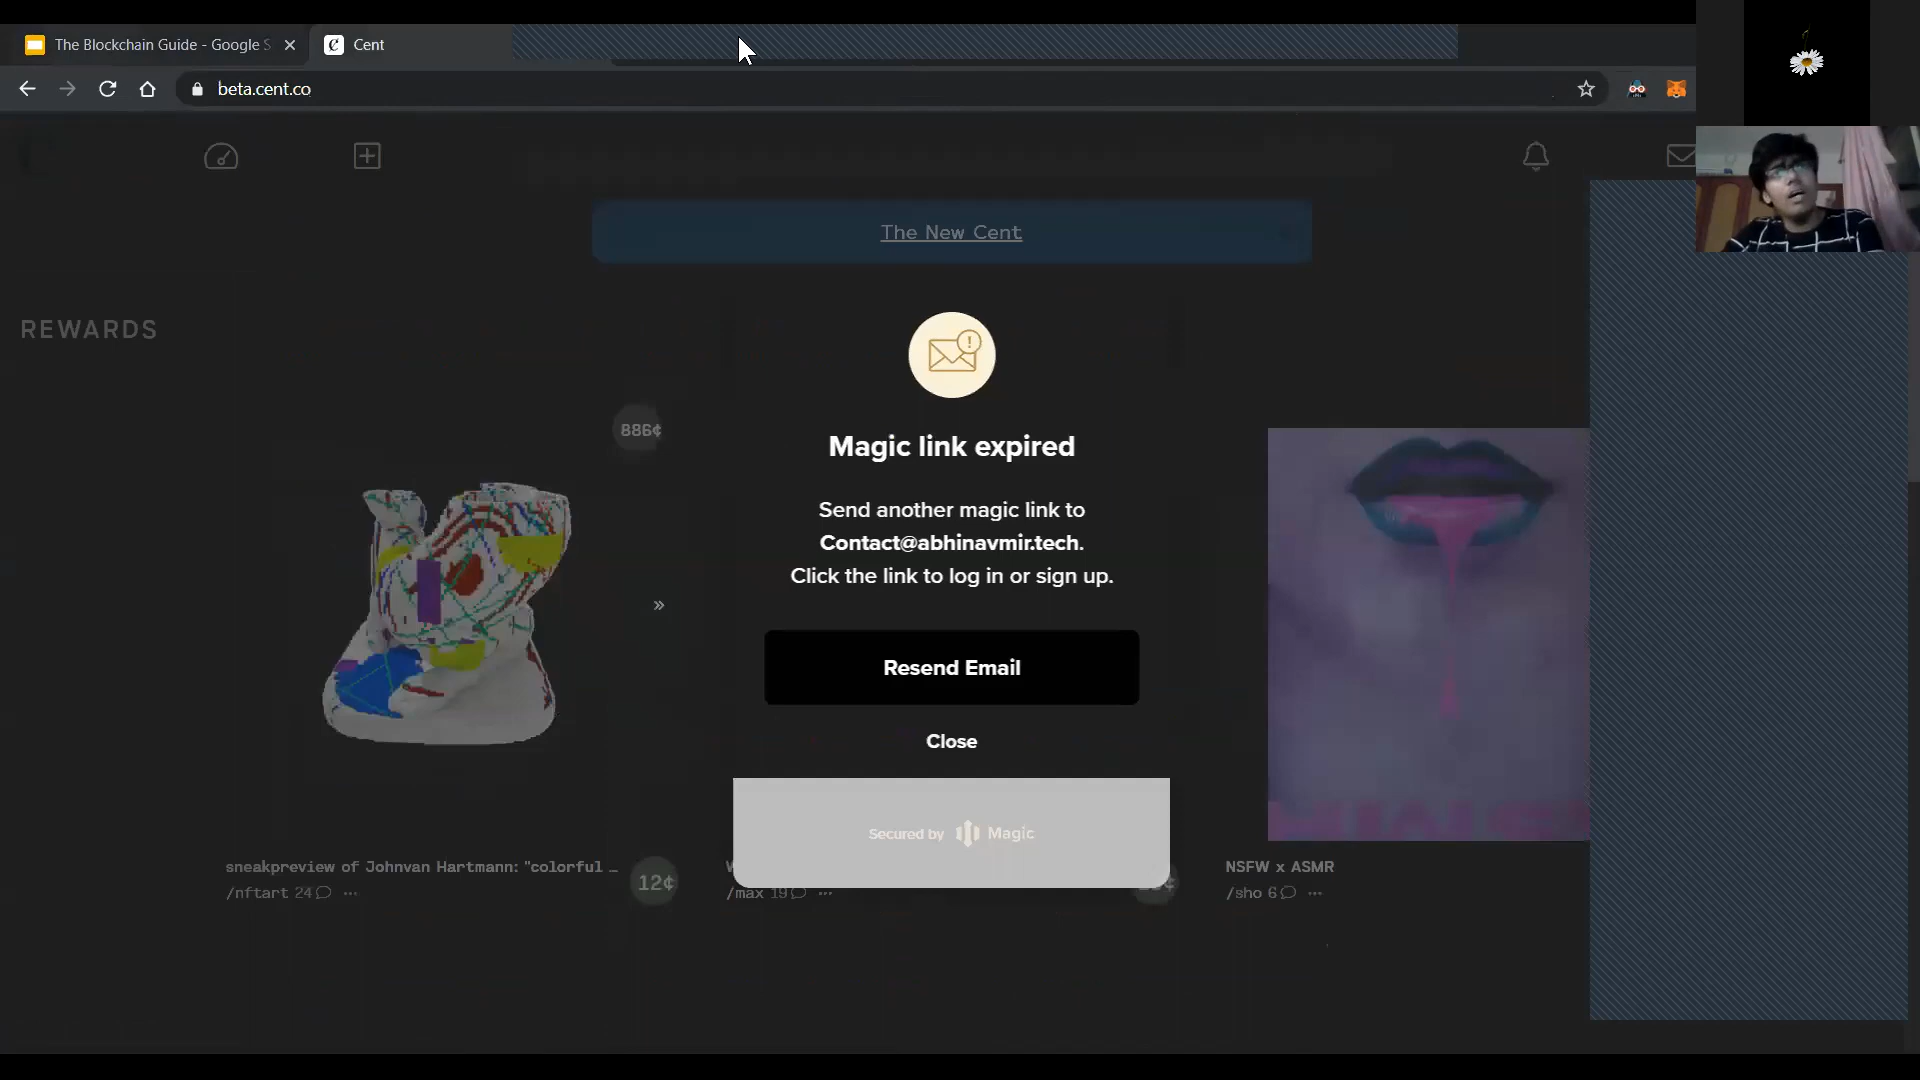 The Blockchain Guide - Google S
Cent
beta.cent.co
The New Cent
REWARDS
886¢
Magic link expired
Send another magic link to
Contact@abhinavmir.tech.
Click the link to log in or sign up.
Resend Email
Close
Secured by Magic
sneakpreview of Johnvan Hartmann: "colorful …
/nftart 24
12¢
/max 19
NSFW x ASMR
/sho 6